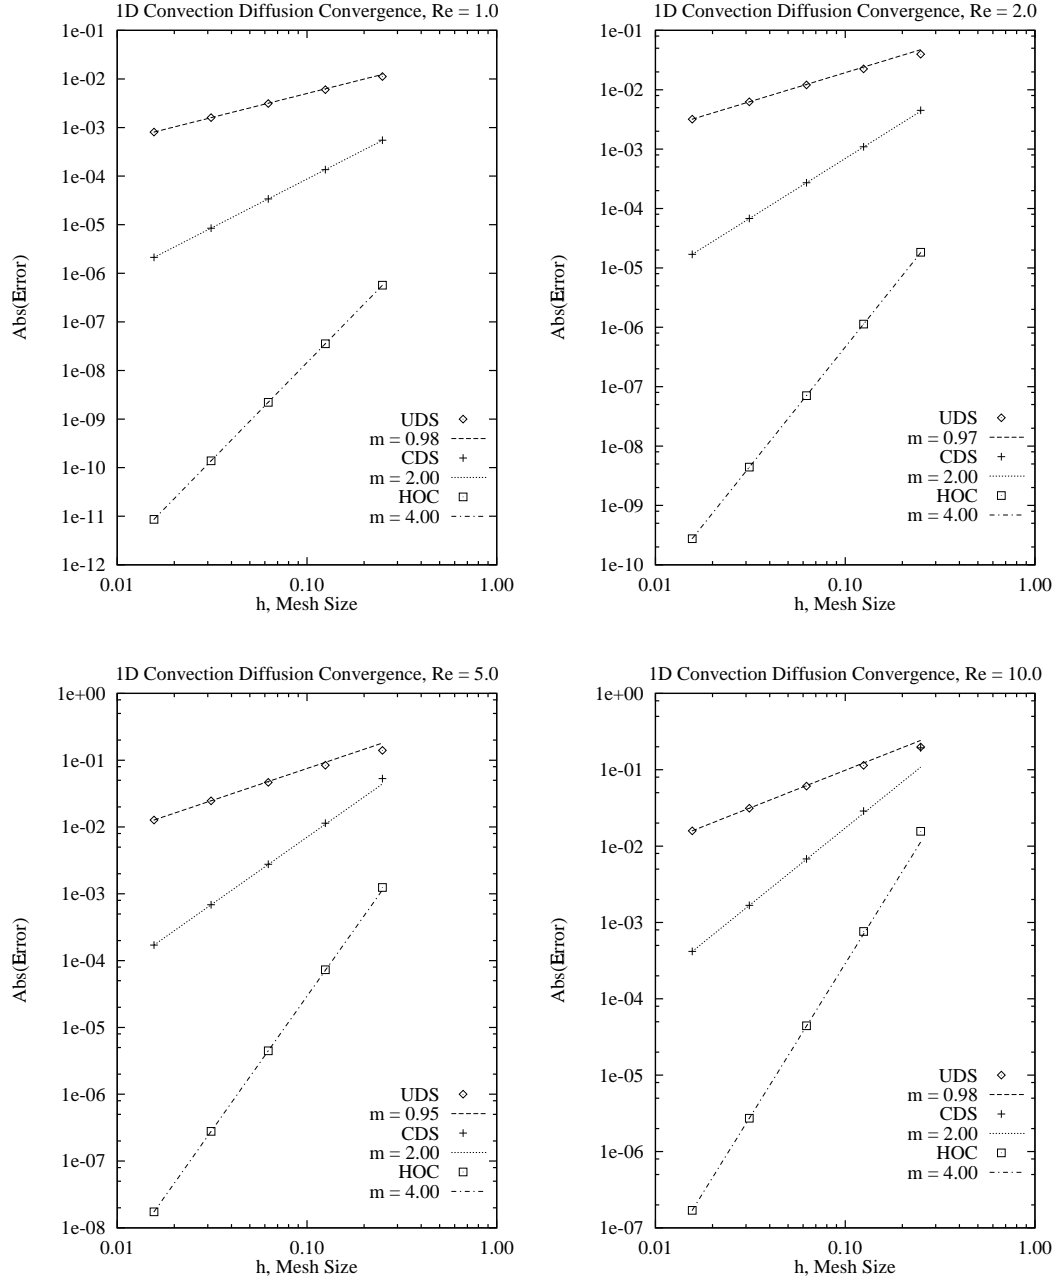 1D Convection Diffusion Convergence, Re = 1.0
1e-01
1e-02
1e-03
1e-04
1e-05
1e-06
1e-07
1e-08
1e-09
1e-10
1e-11
1e-12
Abs(Error)
UDS
m = 0.98
CDS
m = 2.00
HOC
m = 4.00
0.01
0.10
1.00
h, Mesh Size
1D Convection Diffusion Convergence, Re = 2.0
1e-01
1e-02
1e-03
1e-04
1e-05
1e-06
1e-07
1e-08
1e-09
1e-10
Abs(Error)
UDS
m = 0.97
CDS
m = 2.00
HOC
m = 4.00
0.01
0.10
1.00
h, Mesh Size
1D Convection Diffusion Convergence, Re = 5.0
1e+00
1e-01
1e-02
1e-03
1e-04
1e-05
1e-06
1e-07
1e-08
Abs(Error)
UDS
m = 0.95
CDS
m = 2.00
HOC
m = 4.00
0.01
0.10
1.00
h, Mesh Size
1D Convection Diffusion Convergence, Re = 10.0
1e+00
1e-01
1e-02
1e-03
1e-04
1e-05
1e-06
1e-07
Abs(Error)
UDS
m = 0.98
CDS
m = 2.00
HOC
m = 4.00
0.01
0.10
1.00
h, Mesh Size